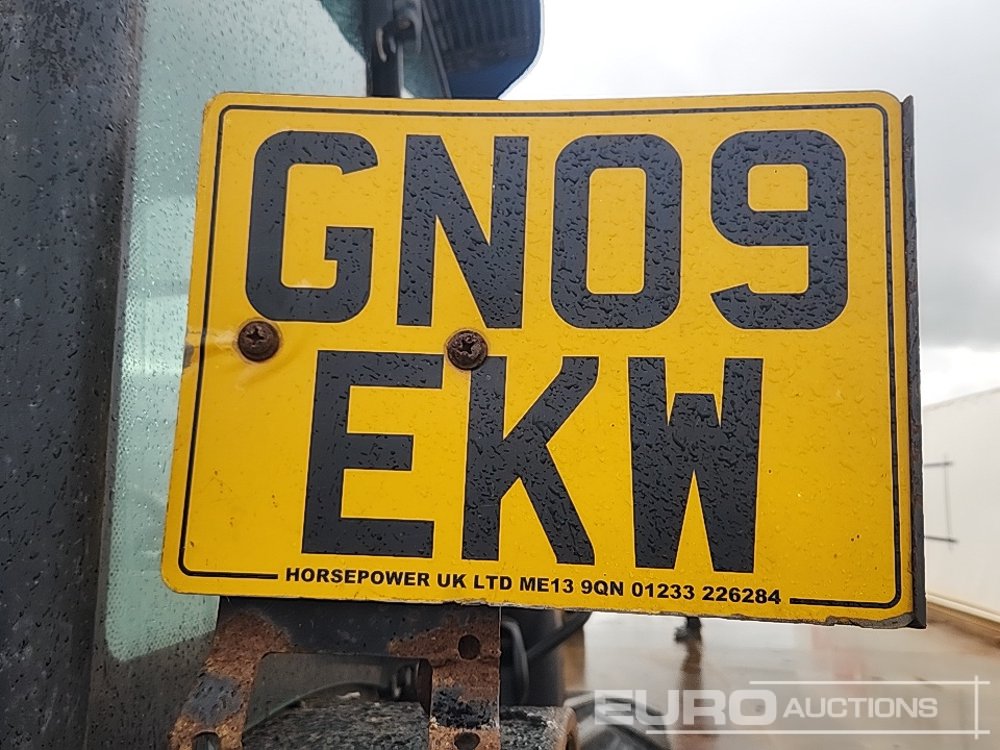 GN09
EKW
HORSEPOWER UK LTD ME13 9QN 01233 226284
EURO AUCTIONS